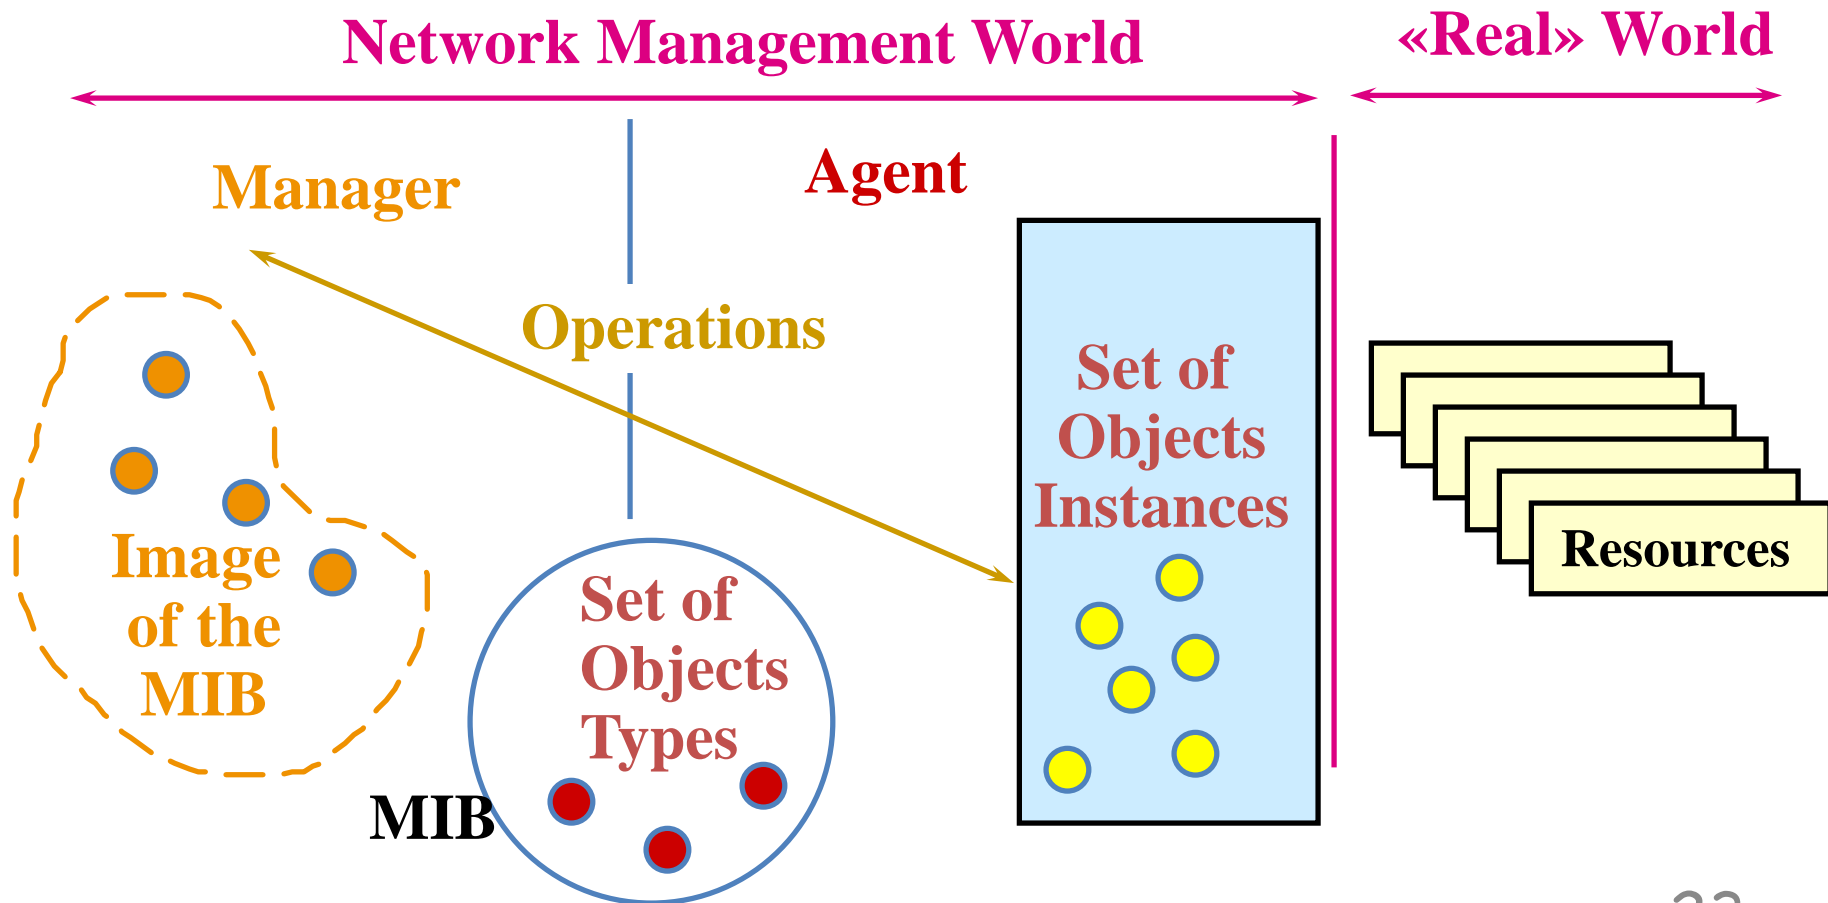 Network Management World
«Real» World
Manager
Agent
Operations
Set of
Objects
Instances
Resources
Image
of the
MIB
Set of
Objects
Types
MIB